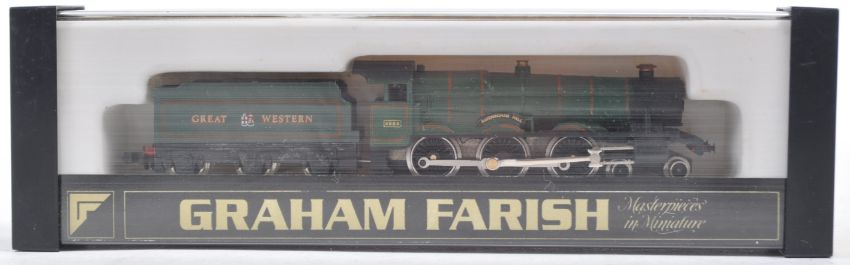 GREAT WESTERN
GRAHAM FARISH
Masterpieces
in Miniature